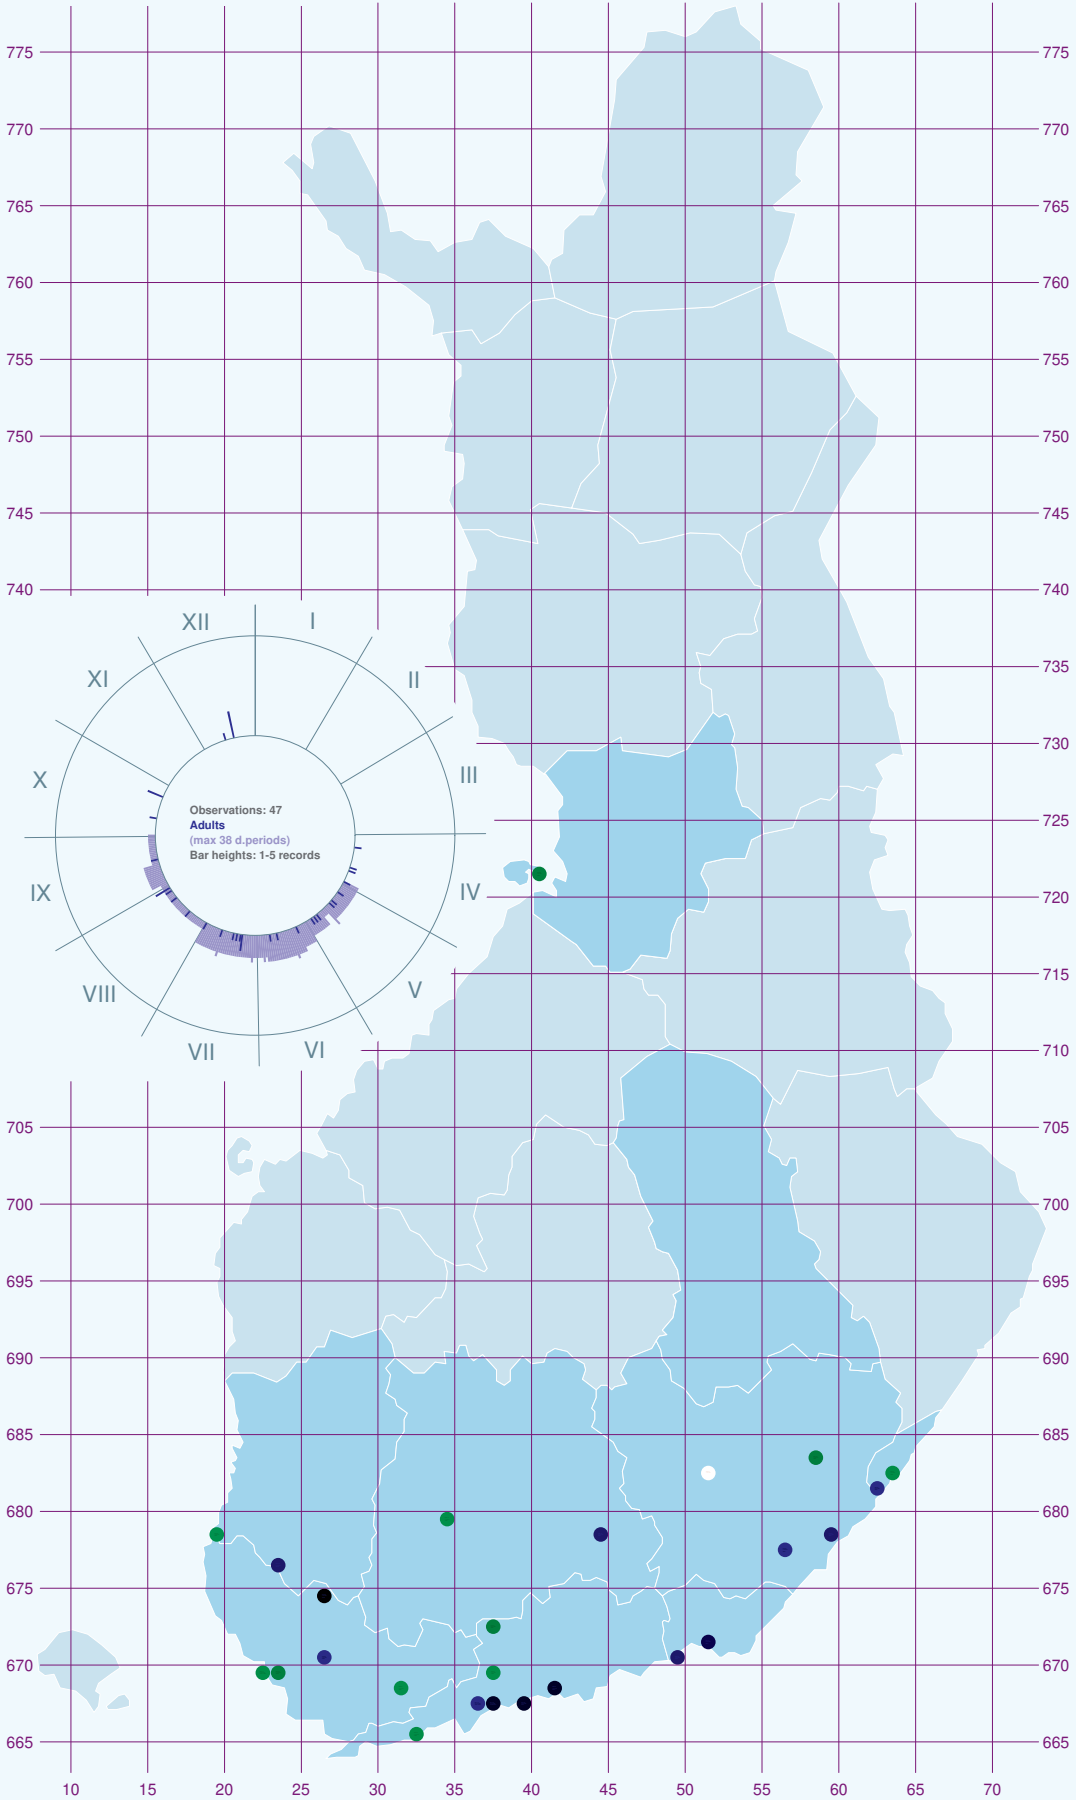 775 775
770 770
765 765
760 760
755 755
750 750
745 745
740 740
XII I
735
XI II
730
X III
Observations: 47
Adults
(max 38 d.periods)
Bar heights: 1-5 records
725
IX IV
720
VIII V
715
VII VI
710
705 705
700 700
695 695
690 690
685 685
680 680
675 675
670 670
665 665
10 15 20 25 30 35 40 45 50 55 60 65 70